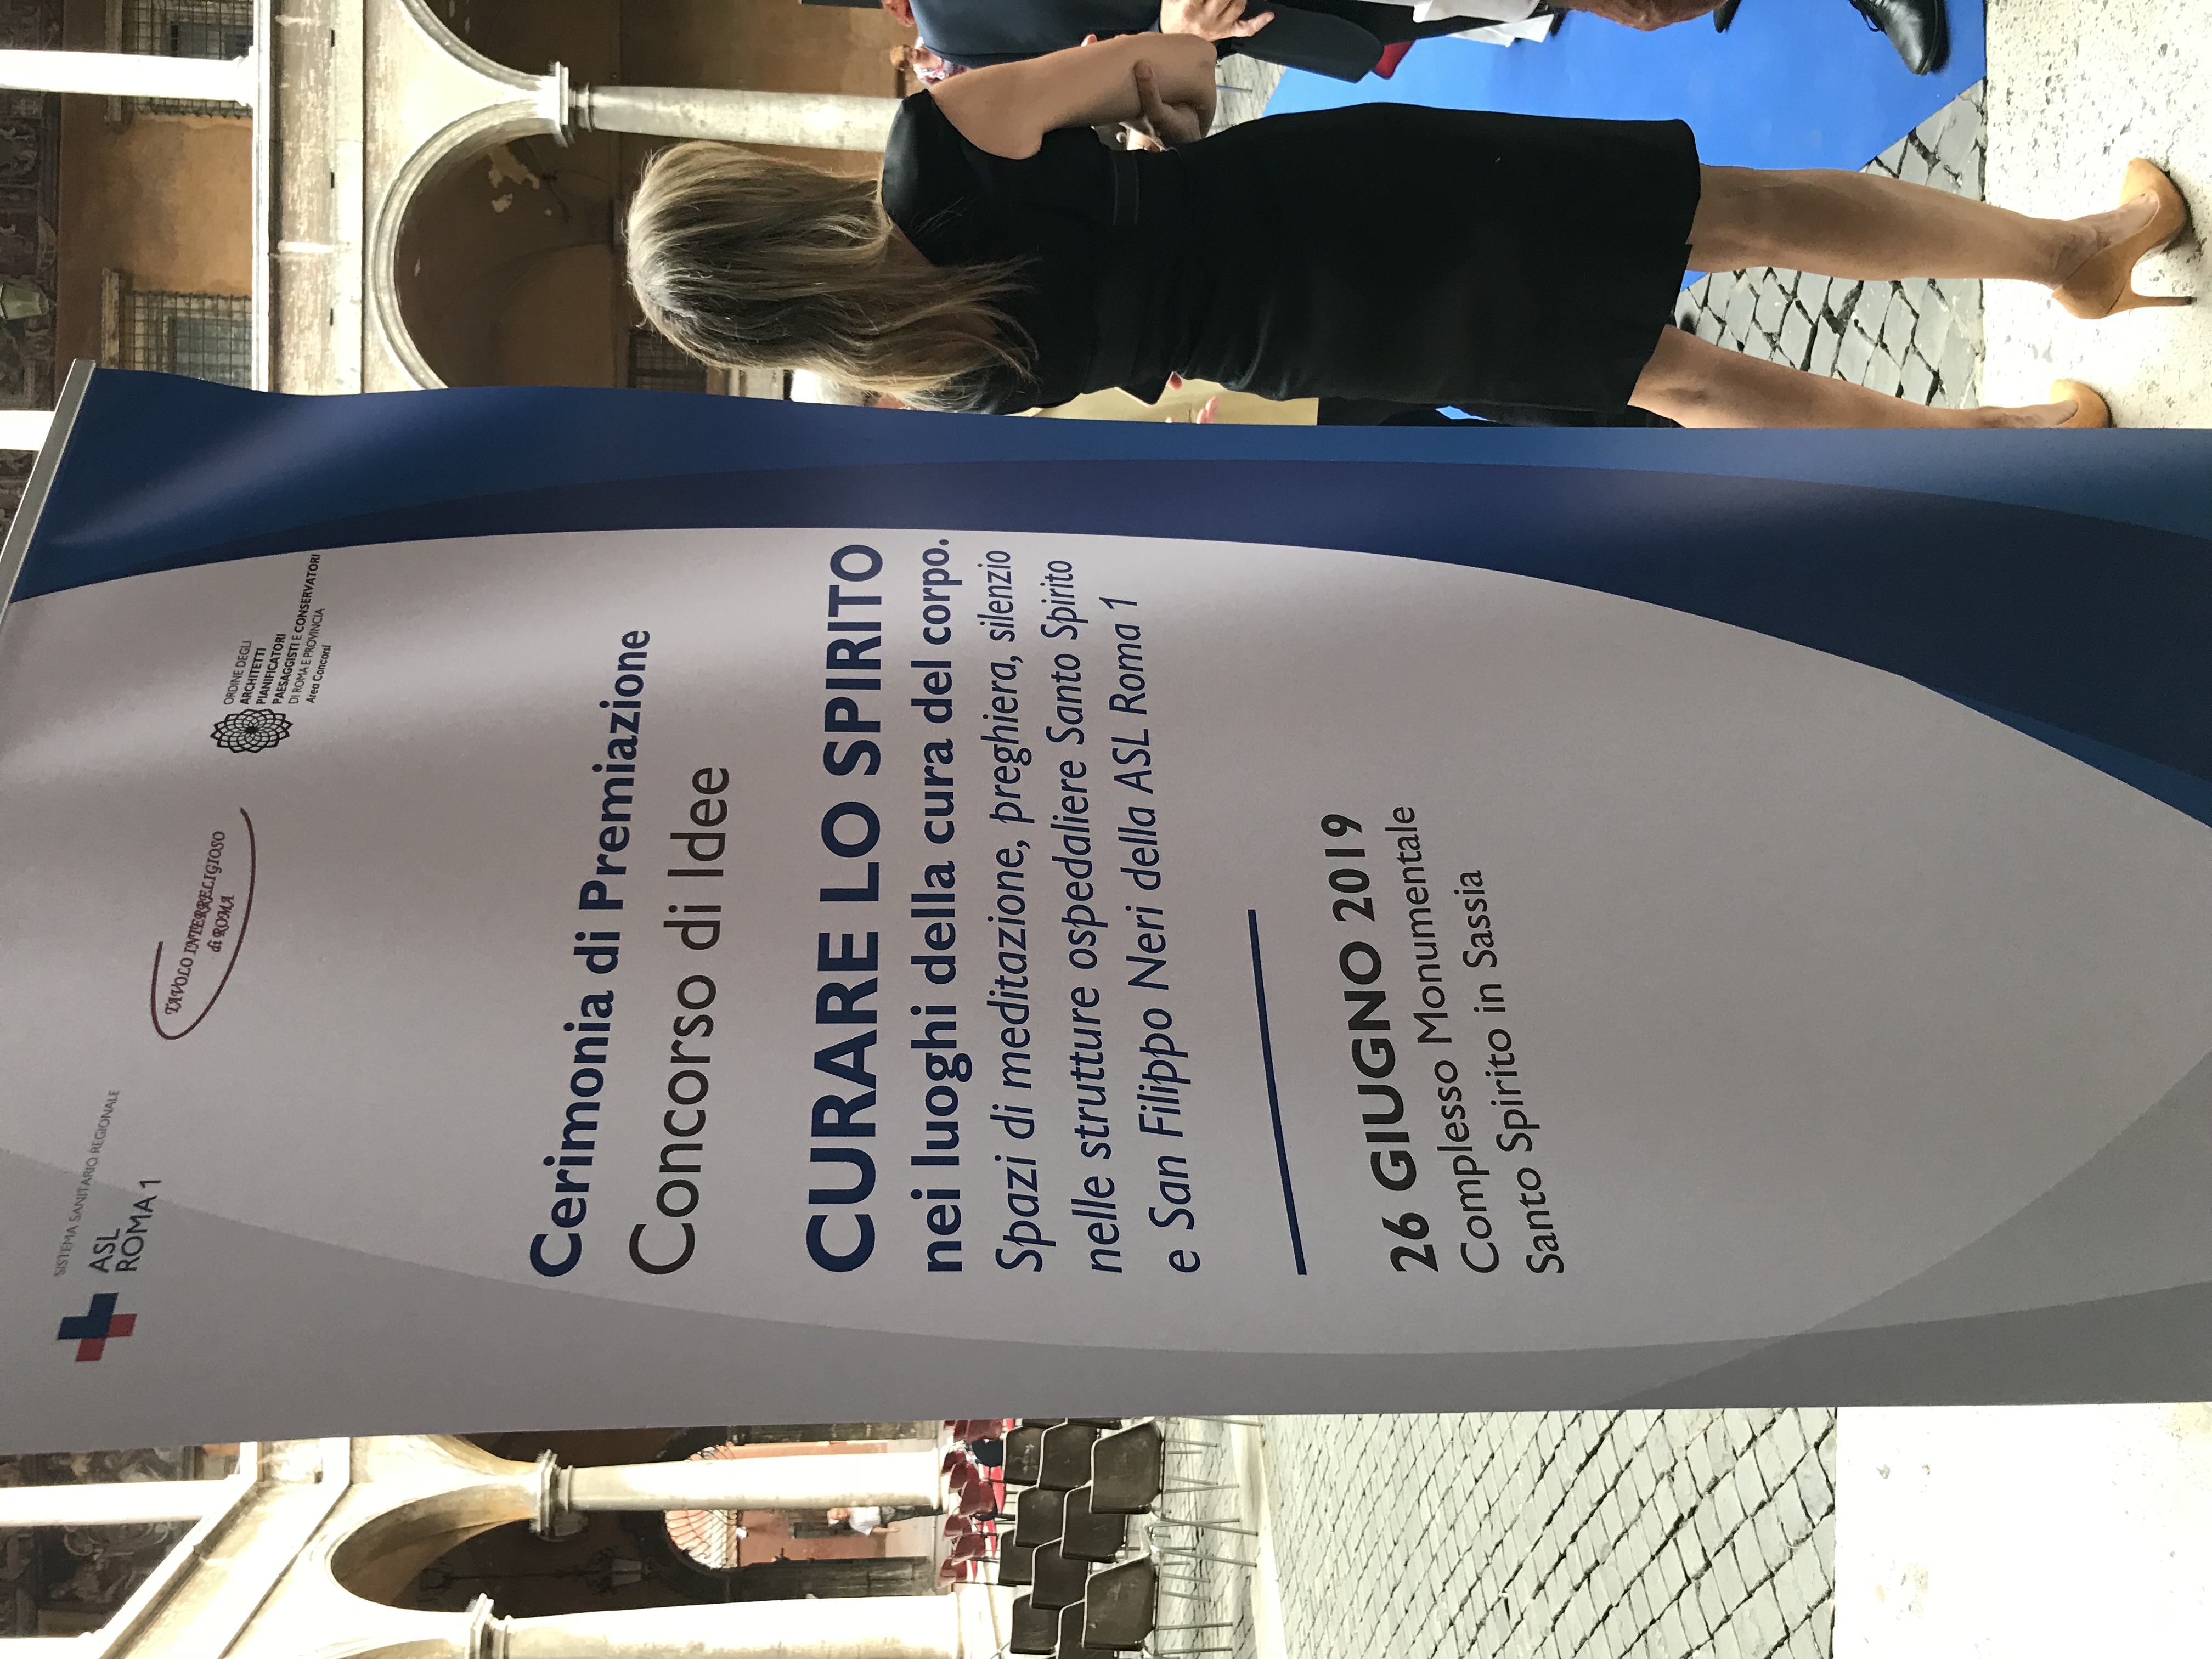 SISTEMA SANITARIO REGIONALE
ASL
ROMA 1
TAVOLO INTERRELIGIOSO
di ROMA
ORDINE DEGLI
ARCHITETTI
PIANIFICATORI
PAESAGGISTI E CONSERVATORI
DI ROMA E PROVINCIA
Area Concorsi
Cerimonia di Premiazione
Concorso di Idee
CURARE LO SPIRITO
nei luoghi della cura del corpo.
Spazi di meditazione, preghiera, silenzio
nelle strutture ospedaliere Santo Spirito
e San Filippo Neri della ASL Roma 1
26 GIUGNO 2019
Complesso Monumentale
Santo Spirito in Sassia